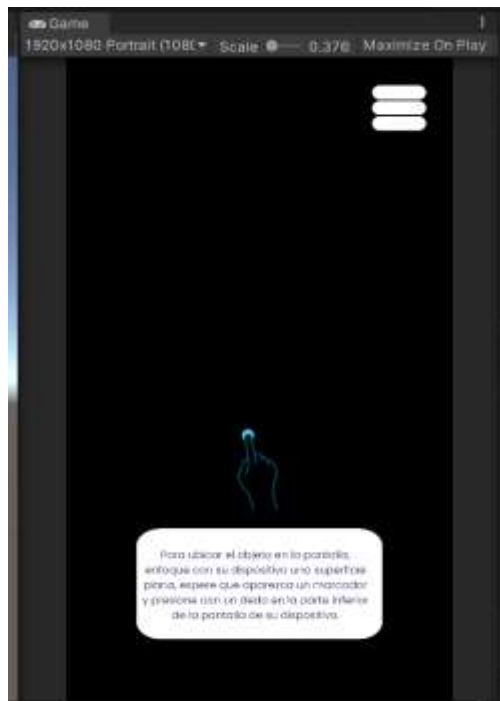 Game
1920x1080 Portrait (1080 Scale 0.376 Maximize On Play
Para ubicar el objeto en la pantalla,
enfoque con su dispositivo una superficie
plana, espere que aparezca un marcador
y presione con un dedo en la parte inferior
de la pantalla de su dispositivo.